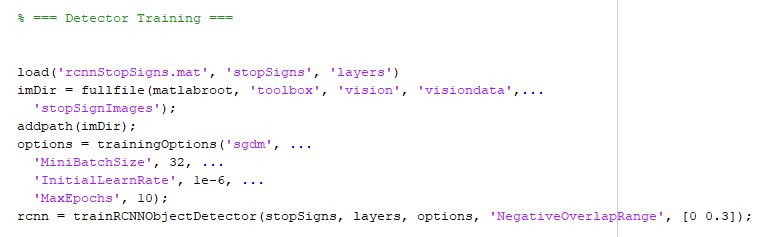 % === Detector Training ===
load('rcnnStopSigns.mat', 'stopSigns', 'layers')
imDir = fullfile(matlabroot, 'toolbox', 'vision', 'visiondata',...
'stopSignImages');
addpath(imDir);
options = trainingOptions('sgdm', ...
'MiniBatchSize', 32, ...
'InitialLearnRate', 1e-6, ...
'MaxEpochs', 10);
rcnn = trainRCNNObjectDetector(stopSigns, layers, options, 'NegativeOverlapRange', [0 0.3]);